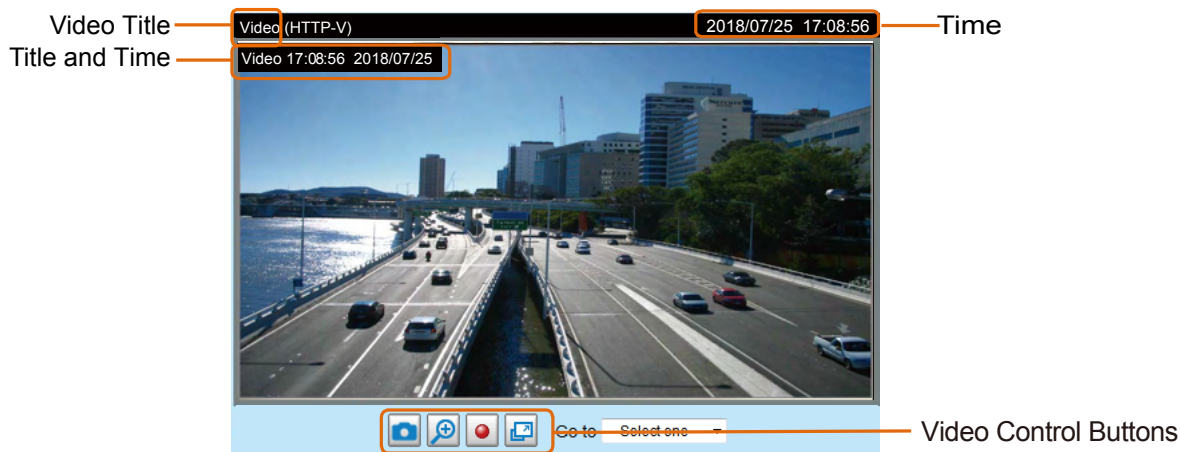 Video Title
Video (HTTP-V)
2018/07/25 17:08:56
Time
Title and Time
Video 17:08:56 2018/07/25
Go to
Select one
Video Control Buttons